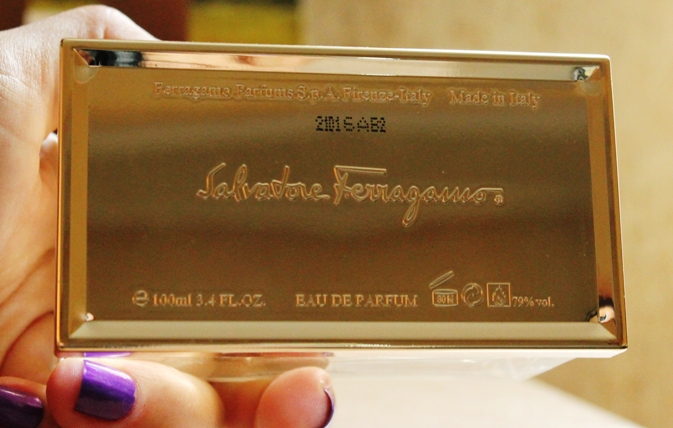 Ferragamo Parfums S.p.A. Firenze-Italy Made in Italy
21016AB2
Salvatore Ferragamo®
℮ 100ml 3.4 FL.OZ. EAU DE PARFUM 79% vol.